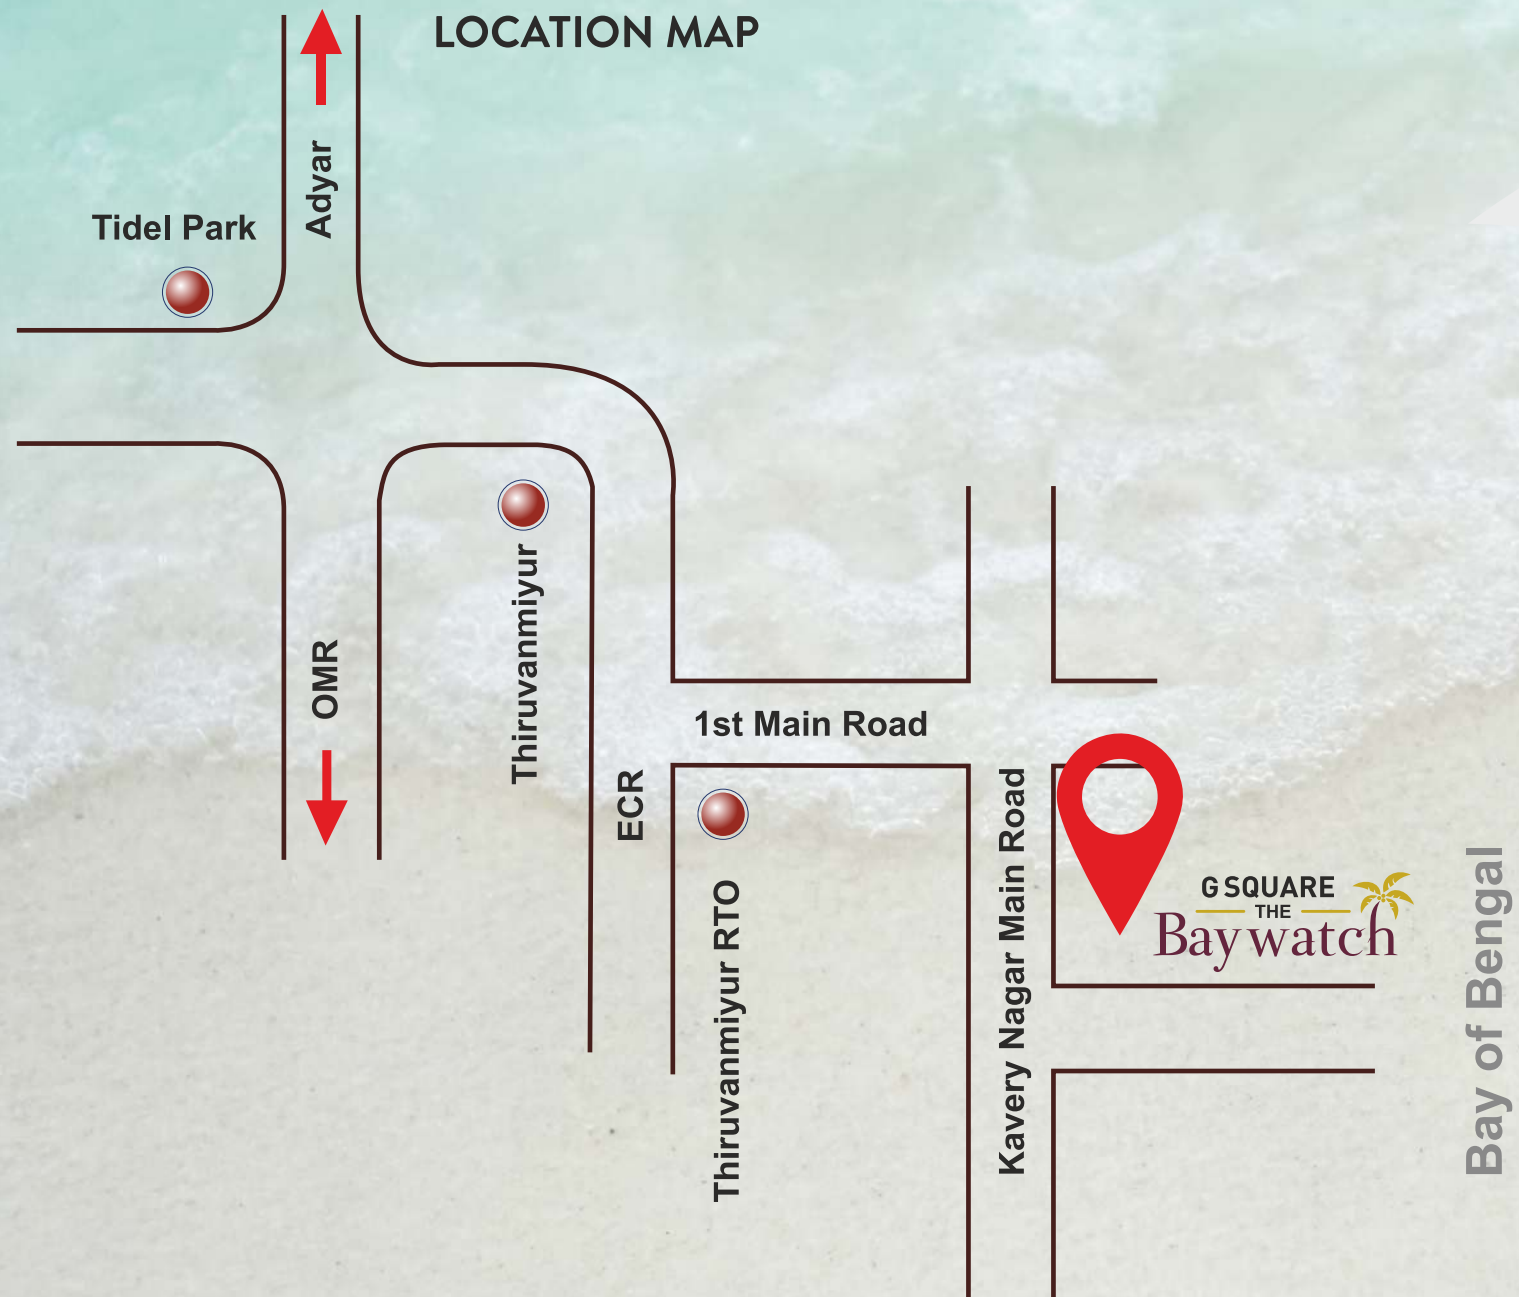 LOCATION MAP
Adyar
Tidel Park
OMR
Thiruvanmiyur
1st Main Road
ECR
Thiruvanmiyur RTO
Kavery Nagar Main Road
G SQUARE
THE
Baywatch
Bay of Bengal